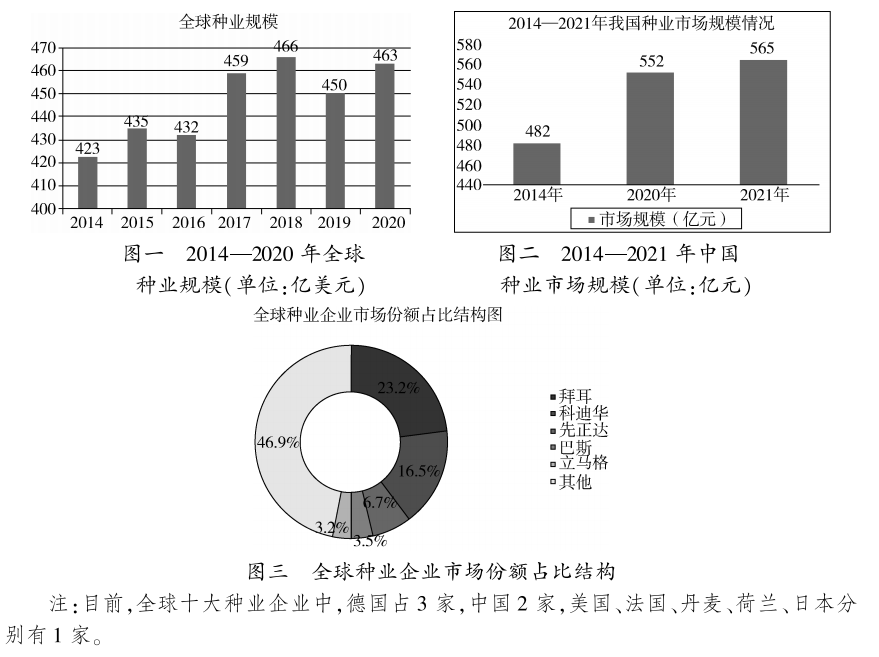 全球种业规模
470
460
450
440
430
420
410
400
423
435
432
459
466
450
463
2014 2015 2016 2017 2018 2019 2020
图一 2014—2020 年全球
种业规模(单位:亿美元)
2014—2021年我国种业市场规模情况
580
560
540
520
500
480
460
440
482
552
565
2014年 2020年 2021年
■市场规模（亿元）
图二 2014—2021 年中国
种业市场规模(单位:亿元)
全球种业企业市场份额占比结构图
23.2%
16.5%
6.7%
3.5%
3.2%
46.9%
拜耳
科迪华
先正达
巴斯
立马格
其他
图三 全球种业企业市场份额占比结构
注:目前,全球十大种业企业中,德国占 3 家,中国 2 家,美国、法国、丹麦、荷兰、日本分
别有 1 家。